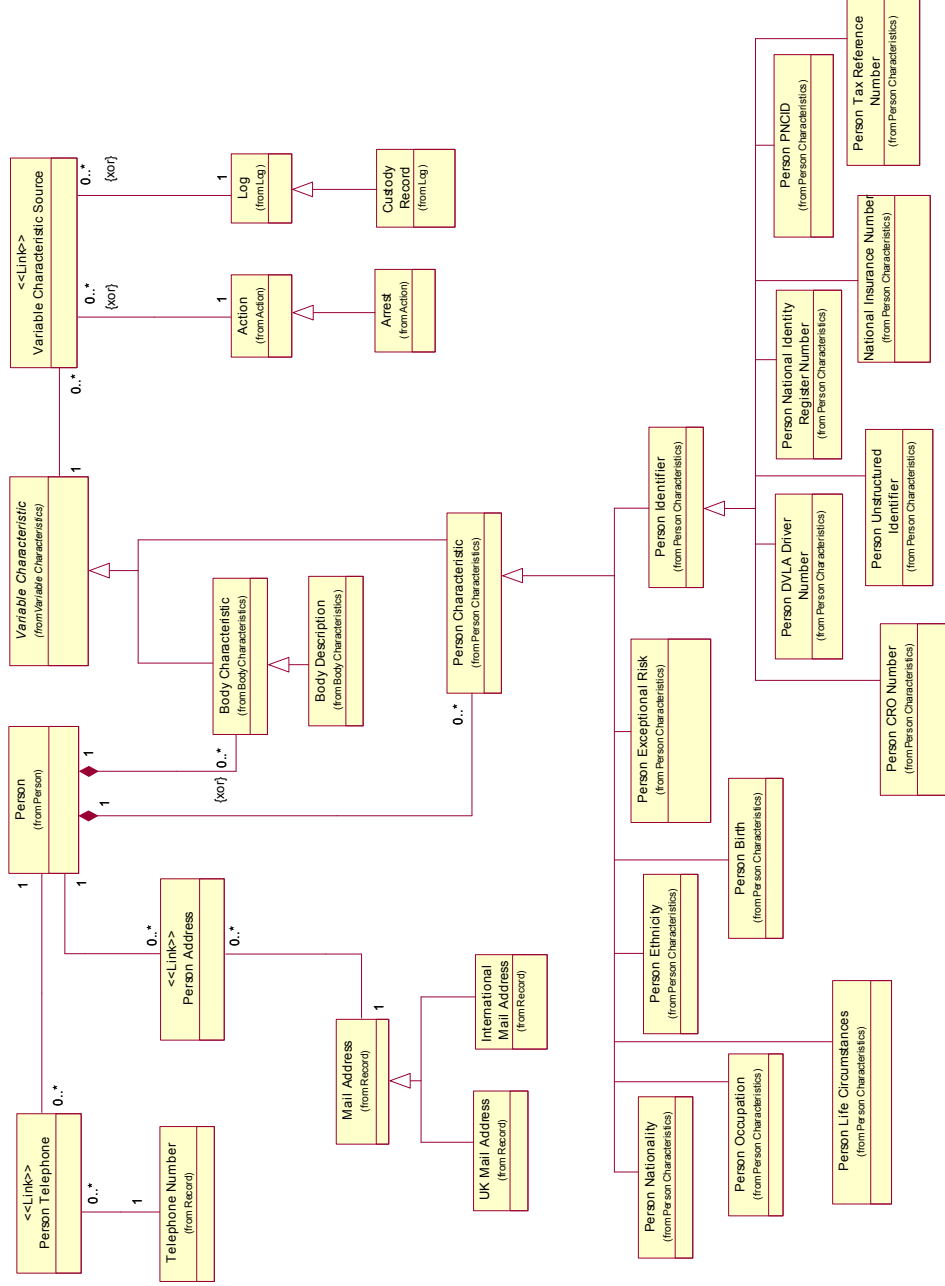 <<Link>>
Person Telephone
0..*
0..*
1
Telephone Number
(from Record)
1
1
Person
(from Person)
<<Link>>
Person Address
0..*
0..*
1
Mail Address
(from Record)
UK Mail Address
(from Record)
International
Mail Address
(from Record)
1
1
{xor}
0..*
0..*
Body Characteristic
(from Body Characteristics)
Body Description
(from Body Characteristics)
Person Characteristic
(from Person Characteristics)
Variable Characteristic
(from Variable Characteristics)
1
0..*
<<Link>>
Variable Characteristic Source
0..*
{xor}
0..*
{xor}
1
1
Action
(from Action)
Log
(from Log)
Arrest
(from Action)
Custody
Record
(from Log)
Person Nationality
(from Person Characteristics)
Person Ethnicity
(from Person Characteristics)
Person Exceptional Risk
(from Person Characteristics)
Person Identifier
(from Person Characteristics)
Person Occupation
(from Person Characteristics)
Person Birth
(from Person Characteristics)
Person Life Circumstances
(from Person Characteristics)
Person DVLA Driver
Number
(from Person Characteristics)
Person National Identity
Register Number
(from Person Characteristics)
Person PNCID
(from Person Characteristics)
Person CRO Number
(from Person Characteristics)
Person Unstructured
Identifier
(from Person Characteristics)
National Insurance Number
(from Person Characteristics)
Person Tax Reference
Number
(from Person Characteristics)